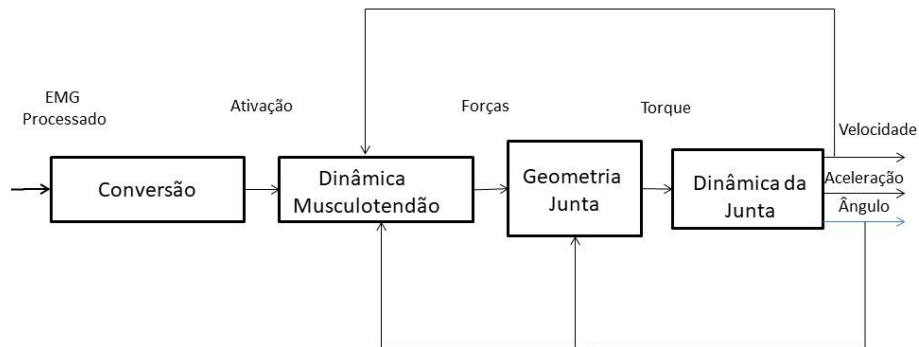 EMG
Processado
Ativação
Forças
Torque
Velocidade
Aceleração
Ângulo
Conversão
Dinâmica
Musculotendão
Geometria
Junta
Dinâmica da
Junta